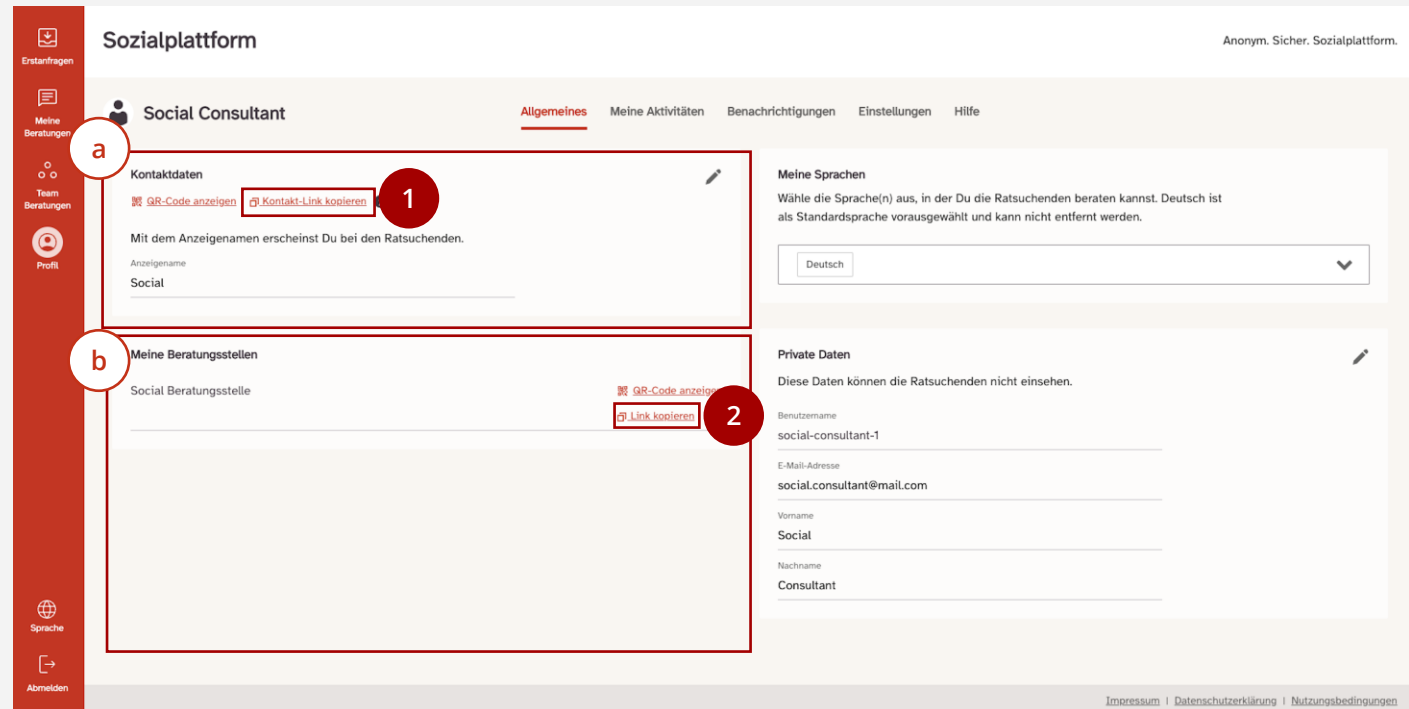 Erstanfragen
Meine
Beratungen
Team
Beratungen
Profil
Sprache
Abmelden
Sozialplattform
Anonym. Sicher. Sozialplattform.
Social Consultant
Allgemeines
Meine Aktivitäten
Benachrichtigungen
Einstellungen
Hilfe
a
Kontaktdaten
QR-Code anzeigen
Kontakt-Link kopieren
1
Mit dem Anzeigenamen erscheinst Du bei den Ratsuchenden.
Anzeigename
Social
Meine Sprachen
Wähle die Sprache(n) aus, in der Du die Ratsuchenden beraten kannst. Deutsch ist
als Standardsprache vorausgewählt und kann nicht entfernt werden.
Deutsch
b
Meine Beratungsstellen
Social Beratungsstelle
QR-Code anzeigen
Link kopieren
2
Private Daten
Diese Daten können die Ratsuchenden nicht einsehen.
Benutzername
social-consultant-1
E-Mail-Adresse
social.consultant@mail.com
Vorname
Social
Nachname
Consultant
Impressum | Datenschutzerklärung | Nutzungsbedingungen